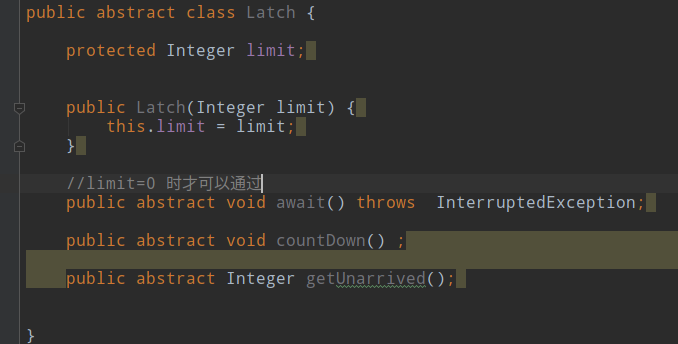 public abstract class Latch {
protected Integer limit;
public Latch(Integer limit) {
this.limit = limit;
}
//limit=0 时才可以通过
public abstract void await() throws  InterruptedException;
public abstract void countDown() ;
public abstract Integer getUnarrived();
}